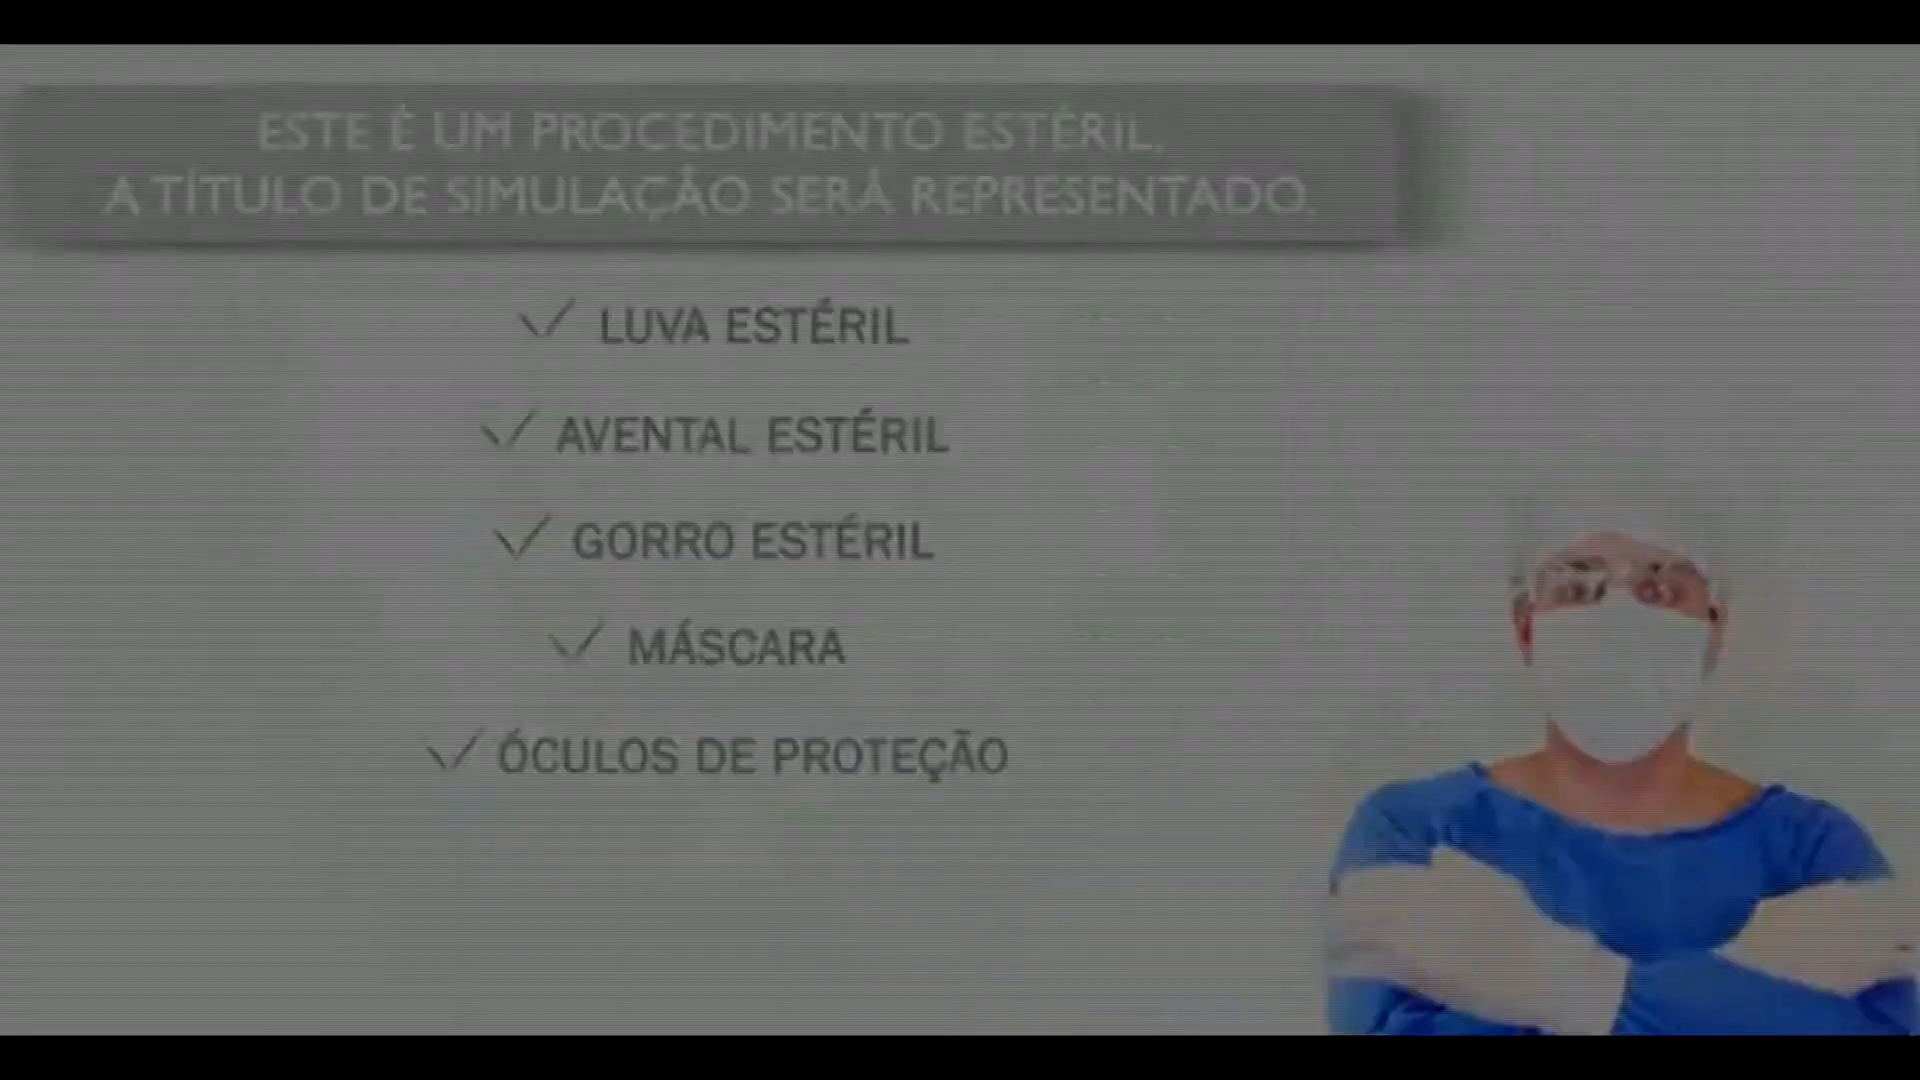 ESTE É UM PROCEDIMENTO ESTÉRIL,
A TÍTULO DE SIMULAÇÃO SERÁ REPRESENTADO.
LUVA ESTÉRIL
AVENTAL ESTÉRIL
GORRO ESTÉRIL
MÁSCARA
ÓCULOS DE PROTEÇÃO